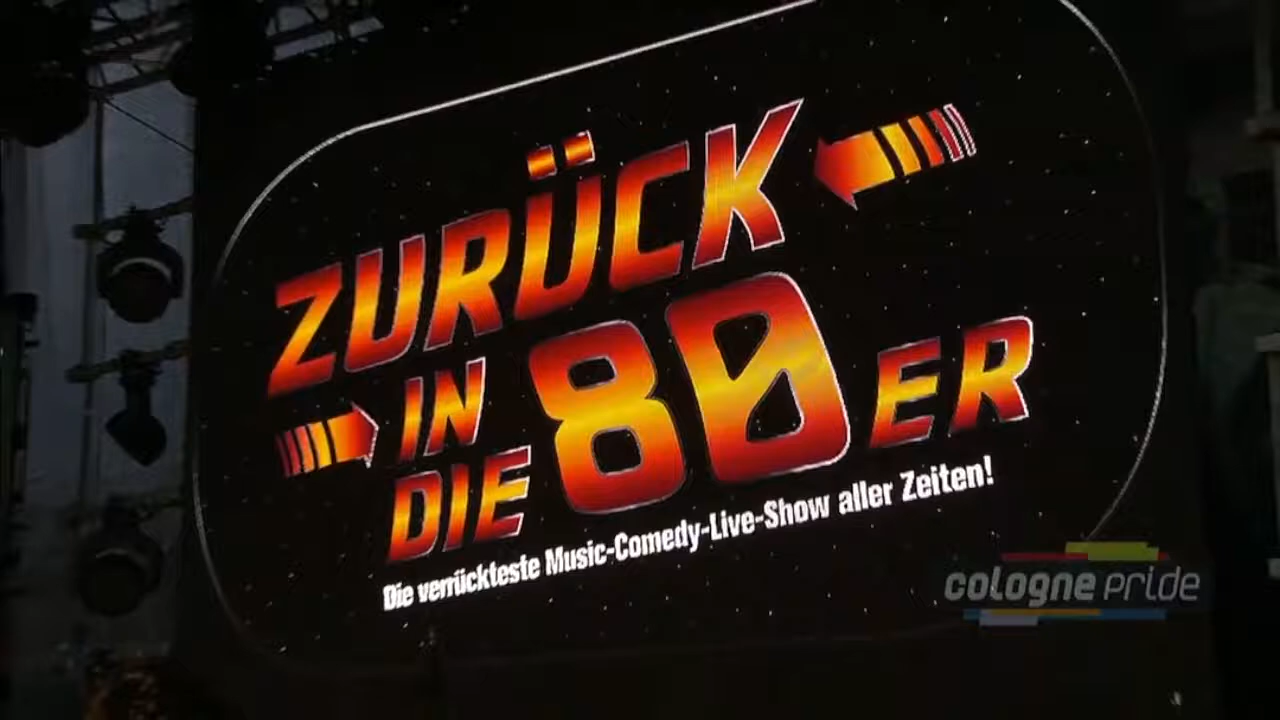 ZURÜCK
IN
DIE 80ER
Die verrückteste Music-Comedy-Live-Show aller Zeiten!
cologne pride